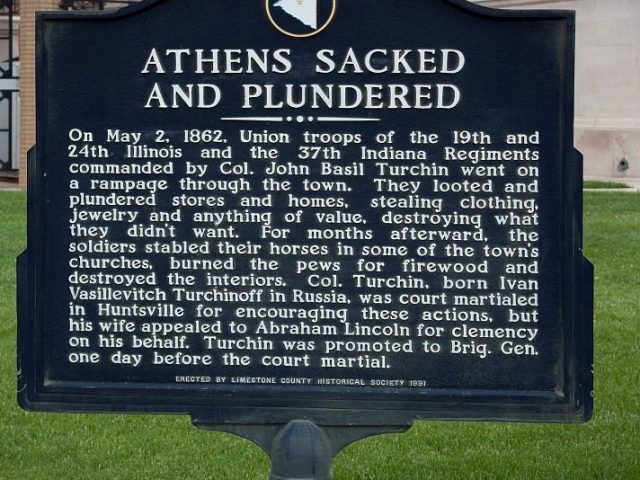 ATHENS SACKED
AND PLUNDERED
On May 2, 1862, Union troops of the 19th and
24th Illinois and the 37th Indiana Regiments
commanded by Col. John Basil Turchin went on
a rampage through the town. They looted and
plundered stores and homes, stealing clothing,
jewelry and anything of value, destroying what
they didn't want. For months afterward, the
soldiers stabled their horses in some of the town's
churches, burned the pews for firewood and
destroyed the interiors. Col. Turchin, born Ivan
Vasillevitch Turchinoff in Russia, was court martialed
in Huntsville for encouraging these actions, but
his wife appealed to Abraham Lincoln for clemency
on his behalf. Turchin was promoted to Brig. Gen.
one day before the court martial.
ERECTED BY LIMESTONE COUNTY HISTORICAL SOCIETY 1991